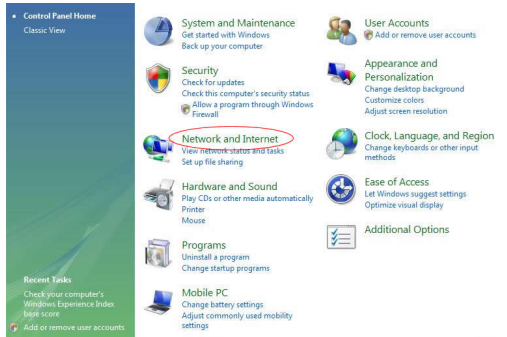 Control Panel Home
Classic View
System and Maintenance
Get started with Windows
Back up your computer
Security
Check for updates
Check this computer's security status
Allow a program through Windows
Firewall
Network and Internet
View network status and tasks
Set up file sharing
Hardware and Sound
Play CDs or other media automatically
Printer
Mouse
Programs
Uninstall a program
Change startup programs
Mobile PC
Change battery settings
Adjust commonly used mobility
settings
User Accounts
Add or remove user accounts
Appearance and
Personalization
Change desktop background
Customize colors
Adjust screen resolution
Clock, Language, and Region
Change keyboards or other input
methods
Ease of Access
Let Windows suggest settings
Optimize visual display
Additional Options
Recent Tasks
Check your computer's
Windows Experience Index
base score
Add or remove user accounts